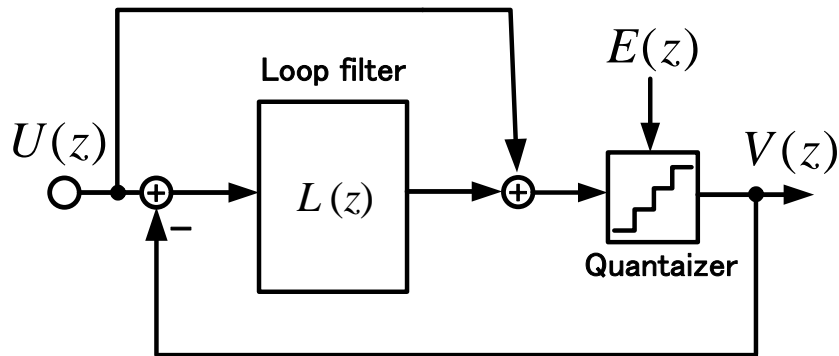 Loop filter
E(z)
U(z)
V(z)
+
L(z)
+
−
Quantaizer